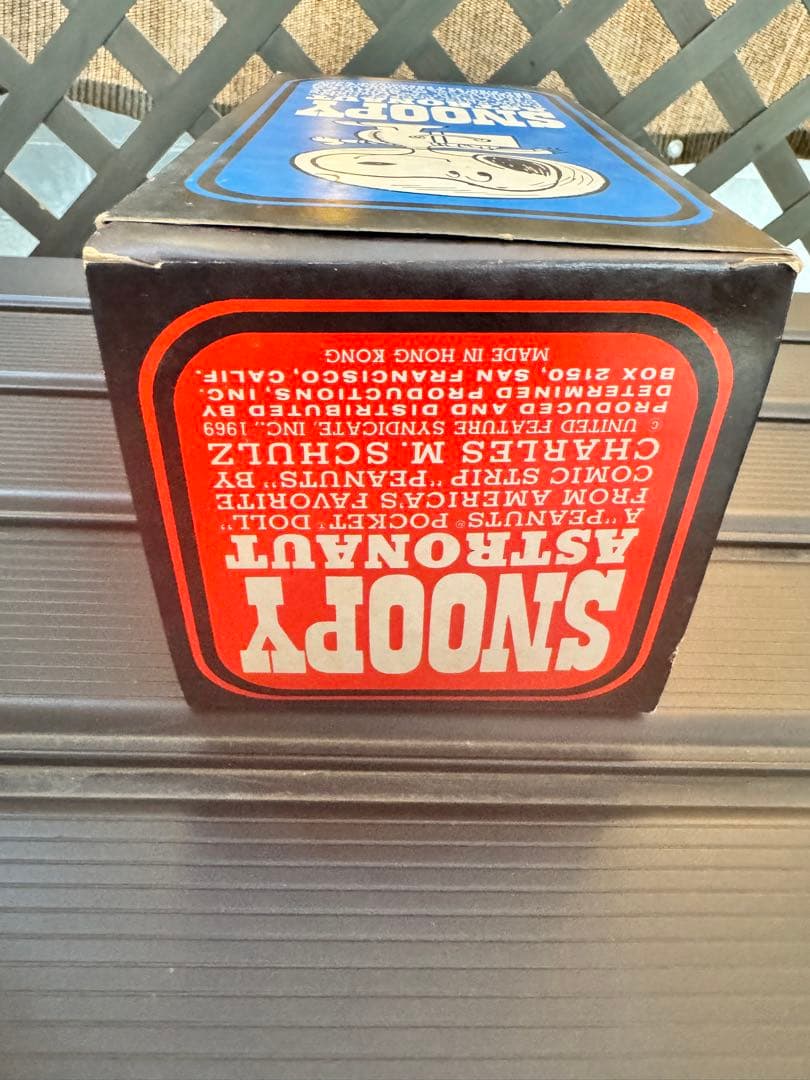 SNOOPY
ASTRONAUT
A "PEANUTS® POCKET DOLL"
FROM AMERICA'S FAVORITE
COMIC STRIP "PEANUTS" BY
CHARLES M. SCHULZ
© UNITED FEATURE SYNDICATE, INC., 1969
PRODUCED AND DISTRIBUTED BY
DETERMINED PRODUCTIONS, INC.
BOX 2150, SAN FRANCISCO, CALIF.
MADE IN HONG KONG
SNOOPY
ASTRONAUT